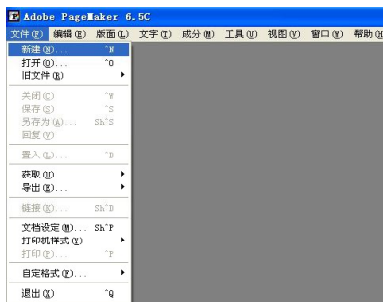 Adobe PageMaker 6.5C
文件(F) 编辑(E) 版面(L) 文字(T) 成分(M) 工具(U) 视图(V) 窗口(W) 帮助(H
新建(N)... ^N
打开(O)... ^O
旧文件(R)
关闭(C) ^W
保存(S) ^S
另存为(A)... Sh^S
回复(V)
置入(L)... ^D
获取(U)
导出(E)...
链接(K)... Sh^D
文档设定(M)... Sh^P
打印机样式(Y)
打印(P)... ^P
自定格式(F)...
退出(X) ^Q